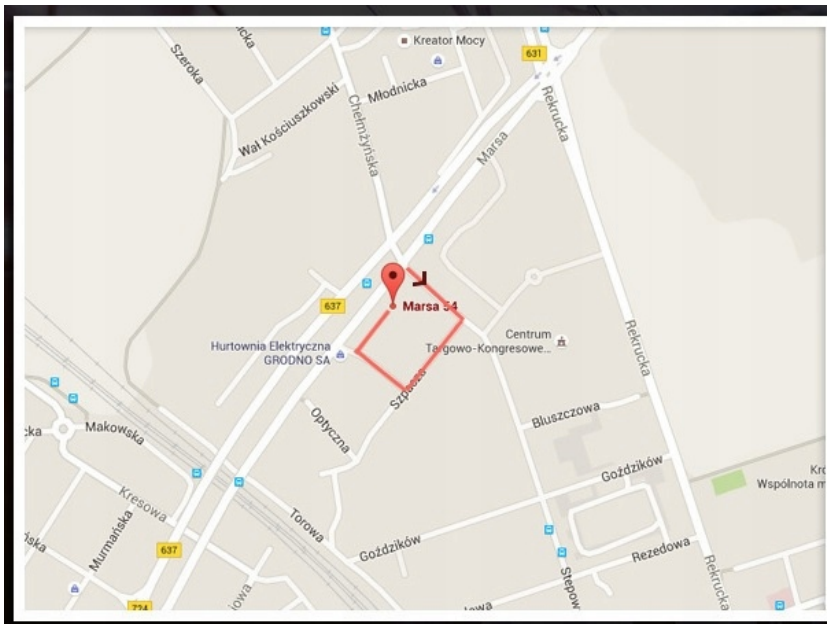 Kreator Mocy
Szeroka
Wał Kościuszkowski
Młodnicka
Chełmżyńska
631
Rekrucka
Marsa
637
Marsa 54
Hurtownia Elektryczna
GRODNO SA
Centrum
Targowo-Kongresowe...
Szpacza
Rekrucka
Optyczna
Bluszczowa
Makowska
Goździków
Kresowa
Wspólnota m
Torowa
Murmańska
637
Goździków
Rezedowa
Rekrucka
724